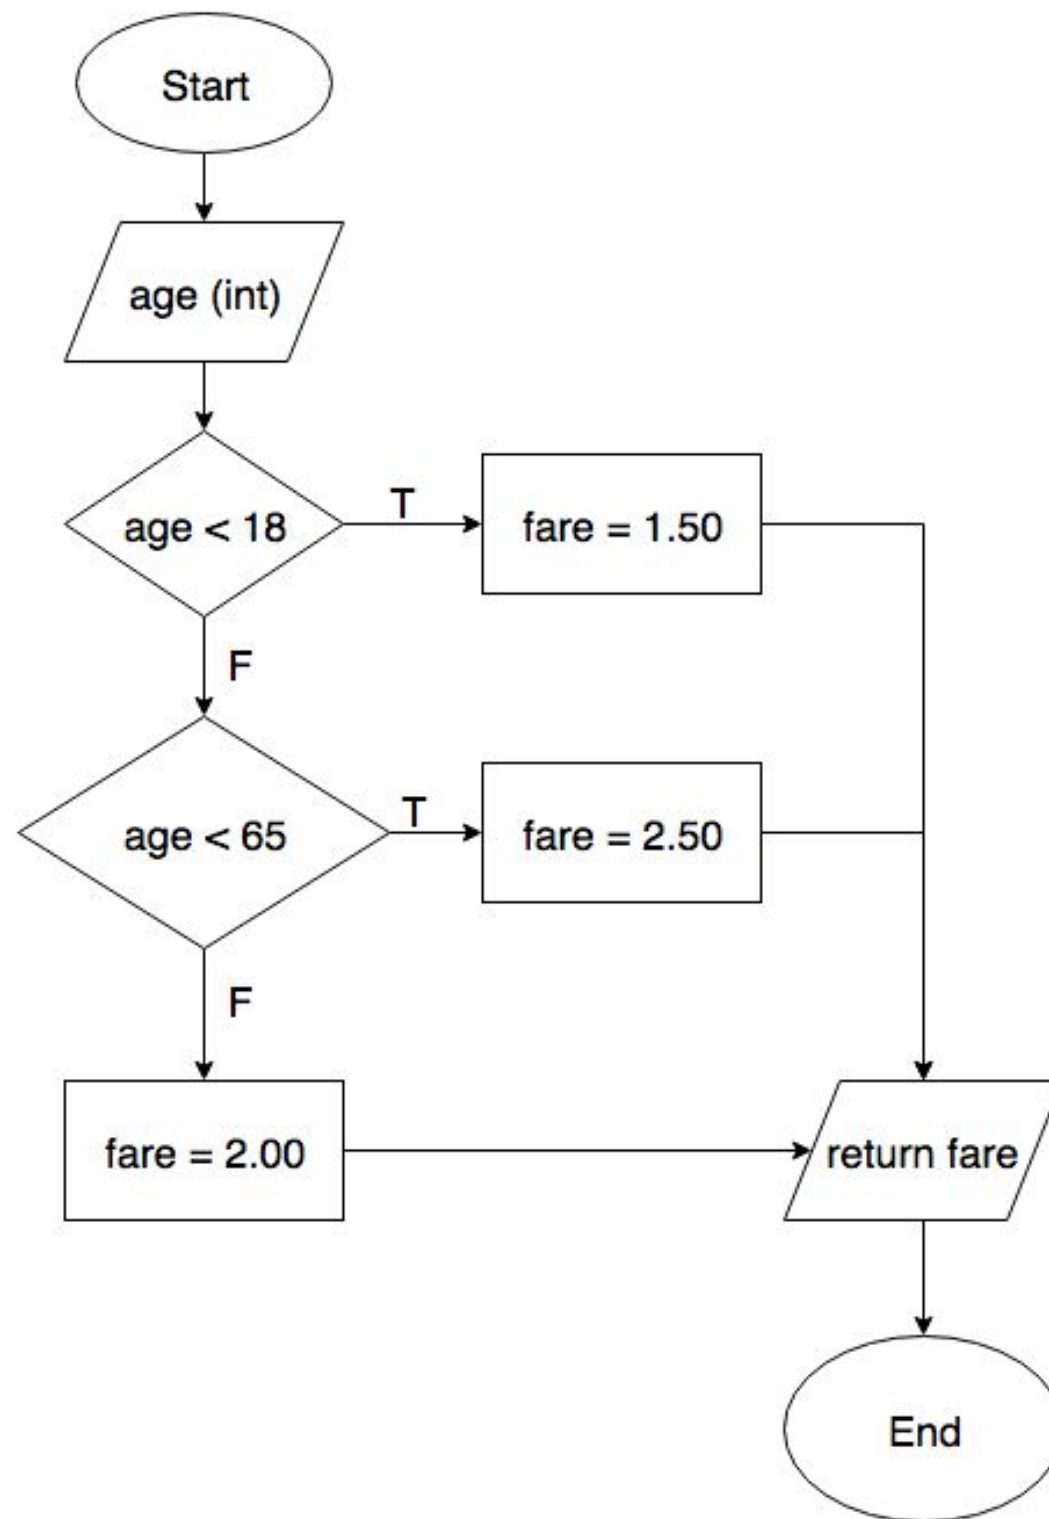 Start
age (int)
age < 18
T
fare = 1.50
F
age < 65
T
fare = 2.50
F
fare = 2.00
return fare
End